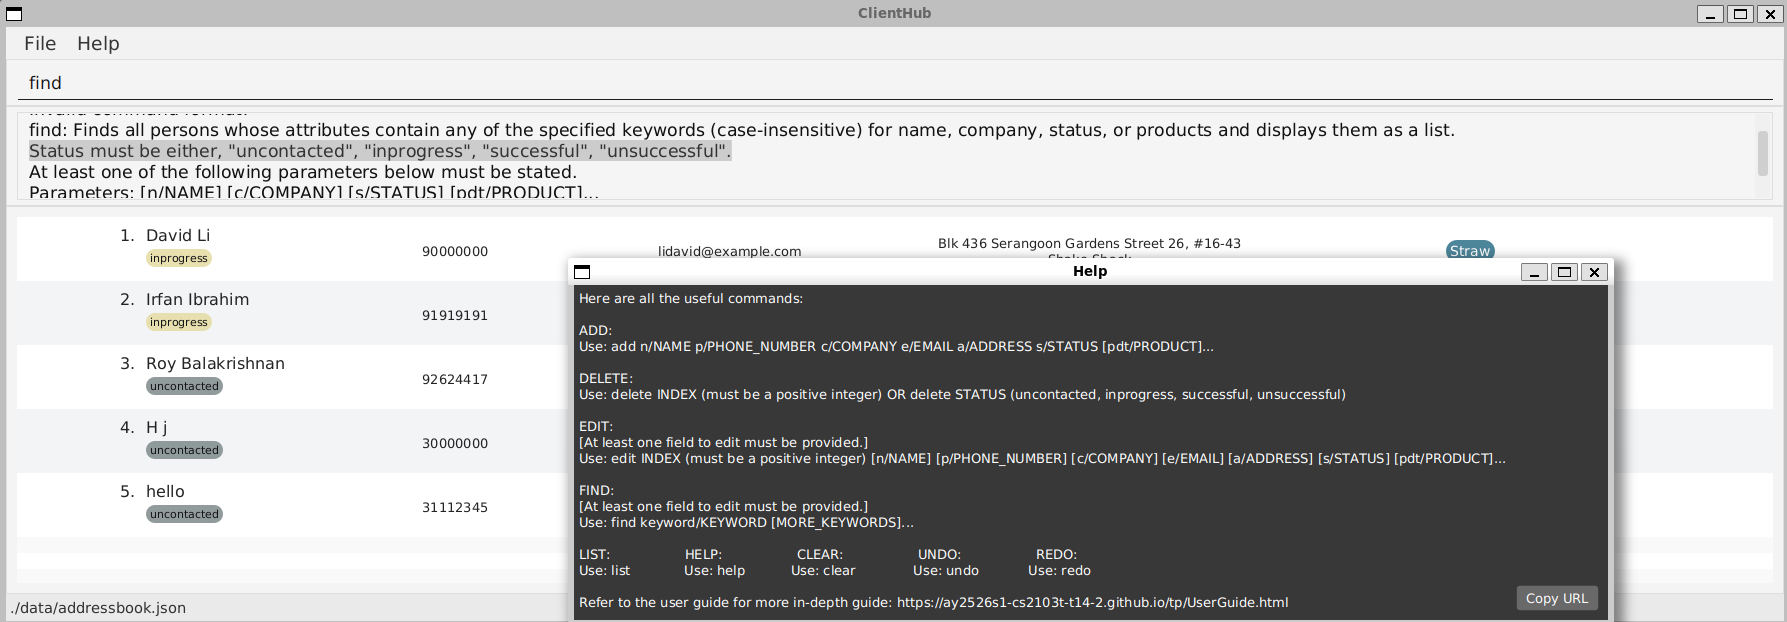 ClientHub
File Help
find
Invalid command format!
find: Finds all persons whose attributes contain any of the specified keywords (case-insensitive) for name, company, status, or products and displays them as a list.
Status must be either, "uncontacted", "inprogress", "successful", "unsuccessful".
At least one of the following parameters below must be stated.
Parameters: [n/NAME] [c/COMPANY] [s/STATUS] [pdt/PRODUCT]...
1. David Li
inprogress
90000000
lidavid@example.com
Blk 436 Serangoon Gardens Street 26, #16-43
Shake Shack
Straw
2. Irfan Ibrahim
inprogress
91919191
3. Roy Balakrishnan
uncontacted
92624417
4. H j
uncontacted
30000000
5. hello
uncontacted
31112345
Help
Here are all the useful commands:
ADD:
Use: add n/NAME p/PHONE_NUMBER c/COMPANY e/EMAIL a/ADDRESS s/STATUS [pdt/PRODUCT]...
DELETE:
Use: delete INDEX (must be a positive integer) OR delete STATUS (uncontacted, inprogress, successful, unsuccessful)
EDIT:
[At least one field to edit must be provided.]
Use: edit INDEX (must be a positive integer) [n/NAME] [p/PHONE_NUMBER] [c/COMPANY] [e/EMAIL] [a/ADDRESS] [s/STATUS] [pdt/PRODUCT]...
FIND:
[At least one field to edit must be provided.]
Use: find keyword/KEYWORD [MORE_KEYWORDS]...
LIST: HELP: CLEAR: UNDO: REDO:
Use: list Use: help Use: clear Use: undo Use: redo
Refer to the user guide for more in-depth guide: https://ay2526s1-cs2103t-t14-2.github.io/tp/UserGuide.html
Copy URL
./data/addressbook.json